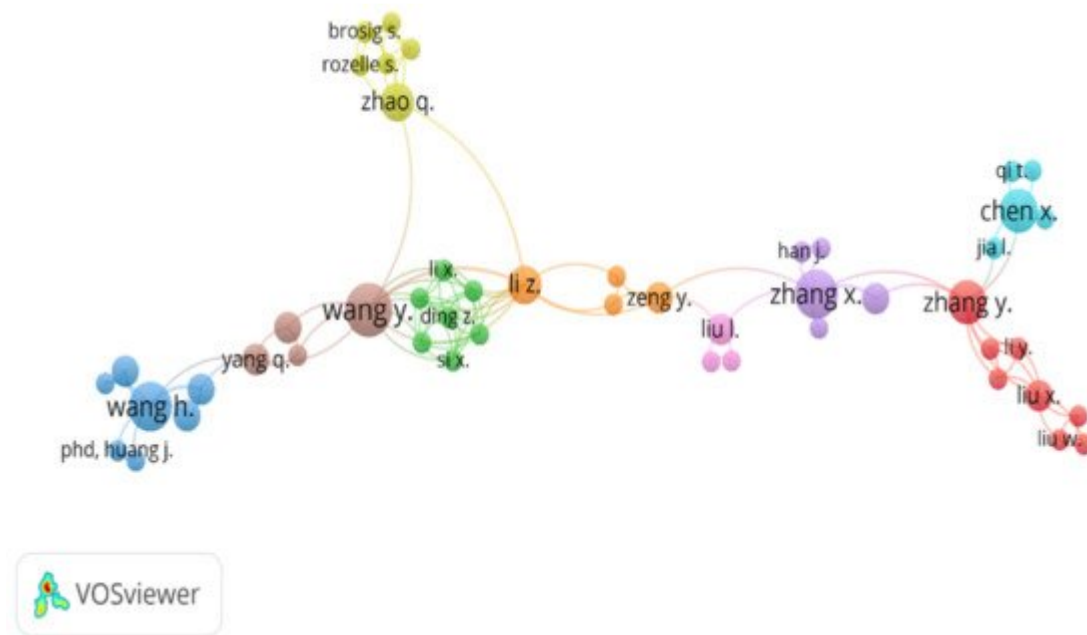 brosig s.
rozelle s.
zhao q.
qi t.
chen x.
jia l.
han j.
li x.
li z.
zeng y.
zhang x.
zhang y.
wang y.
ding z.
liu l.
si x.
yang q.
li y.
liu x.
wang h.
liu w.
phd, huang j.
VOSviewer